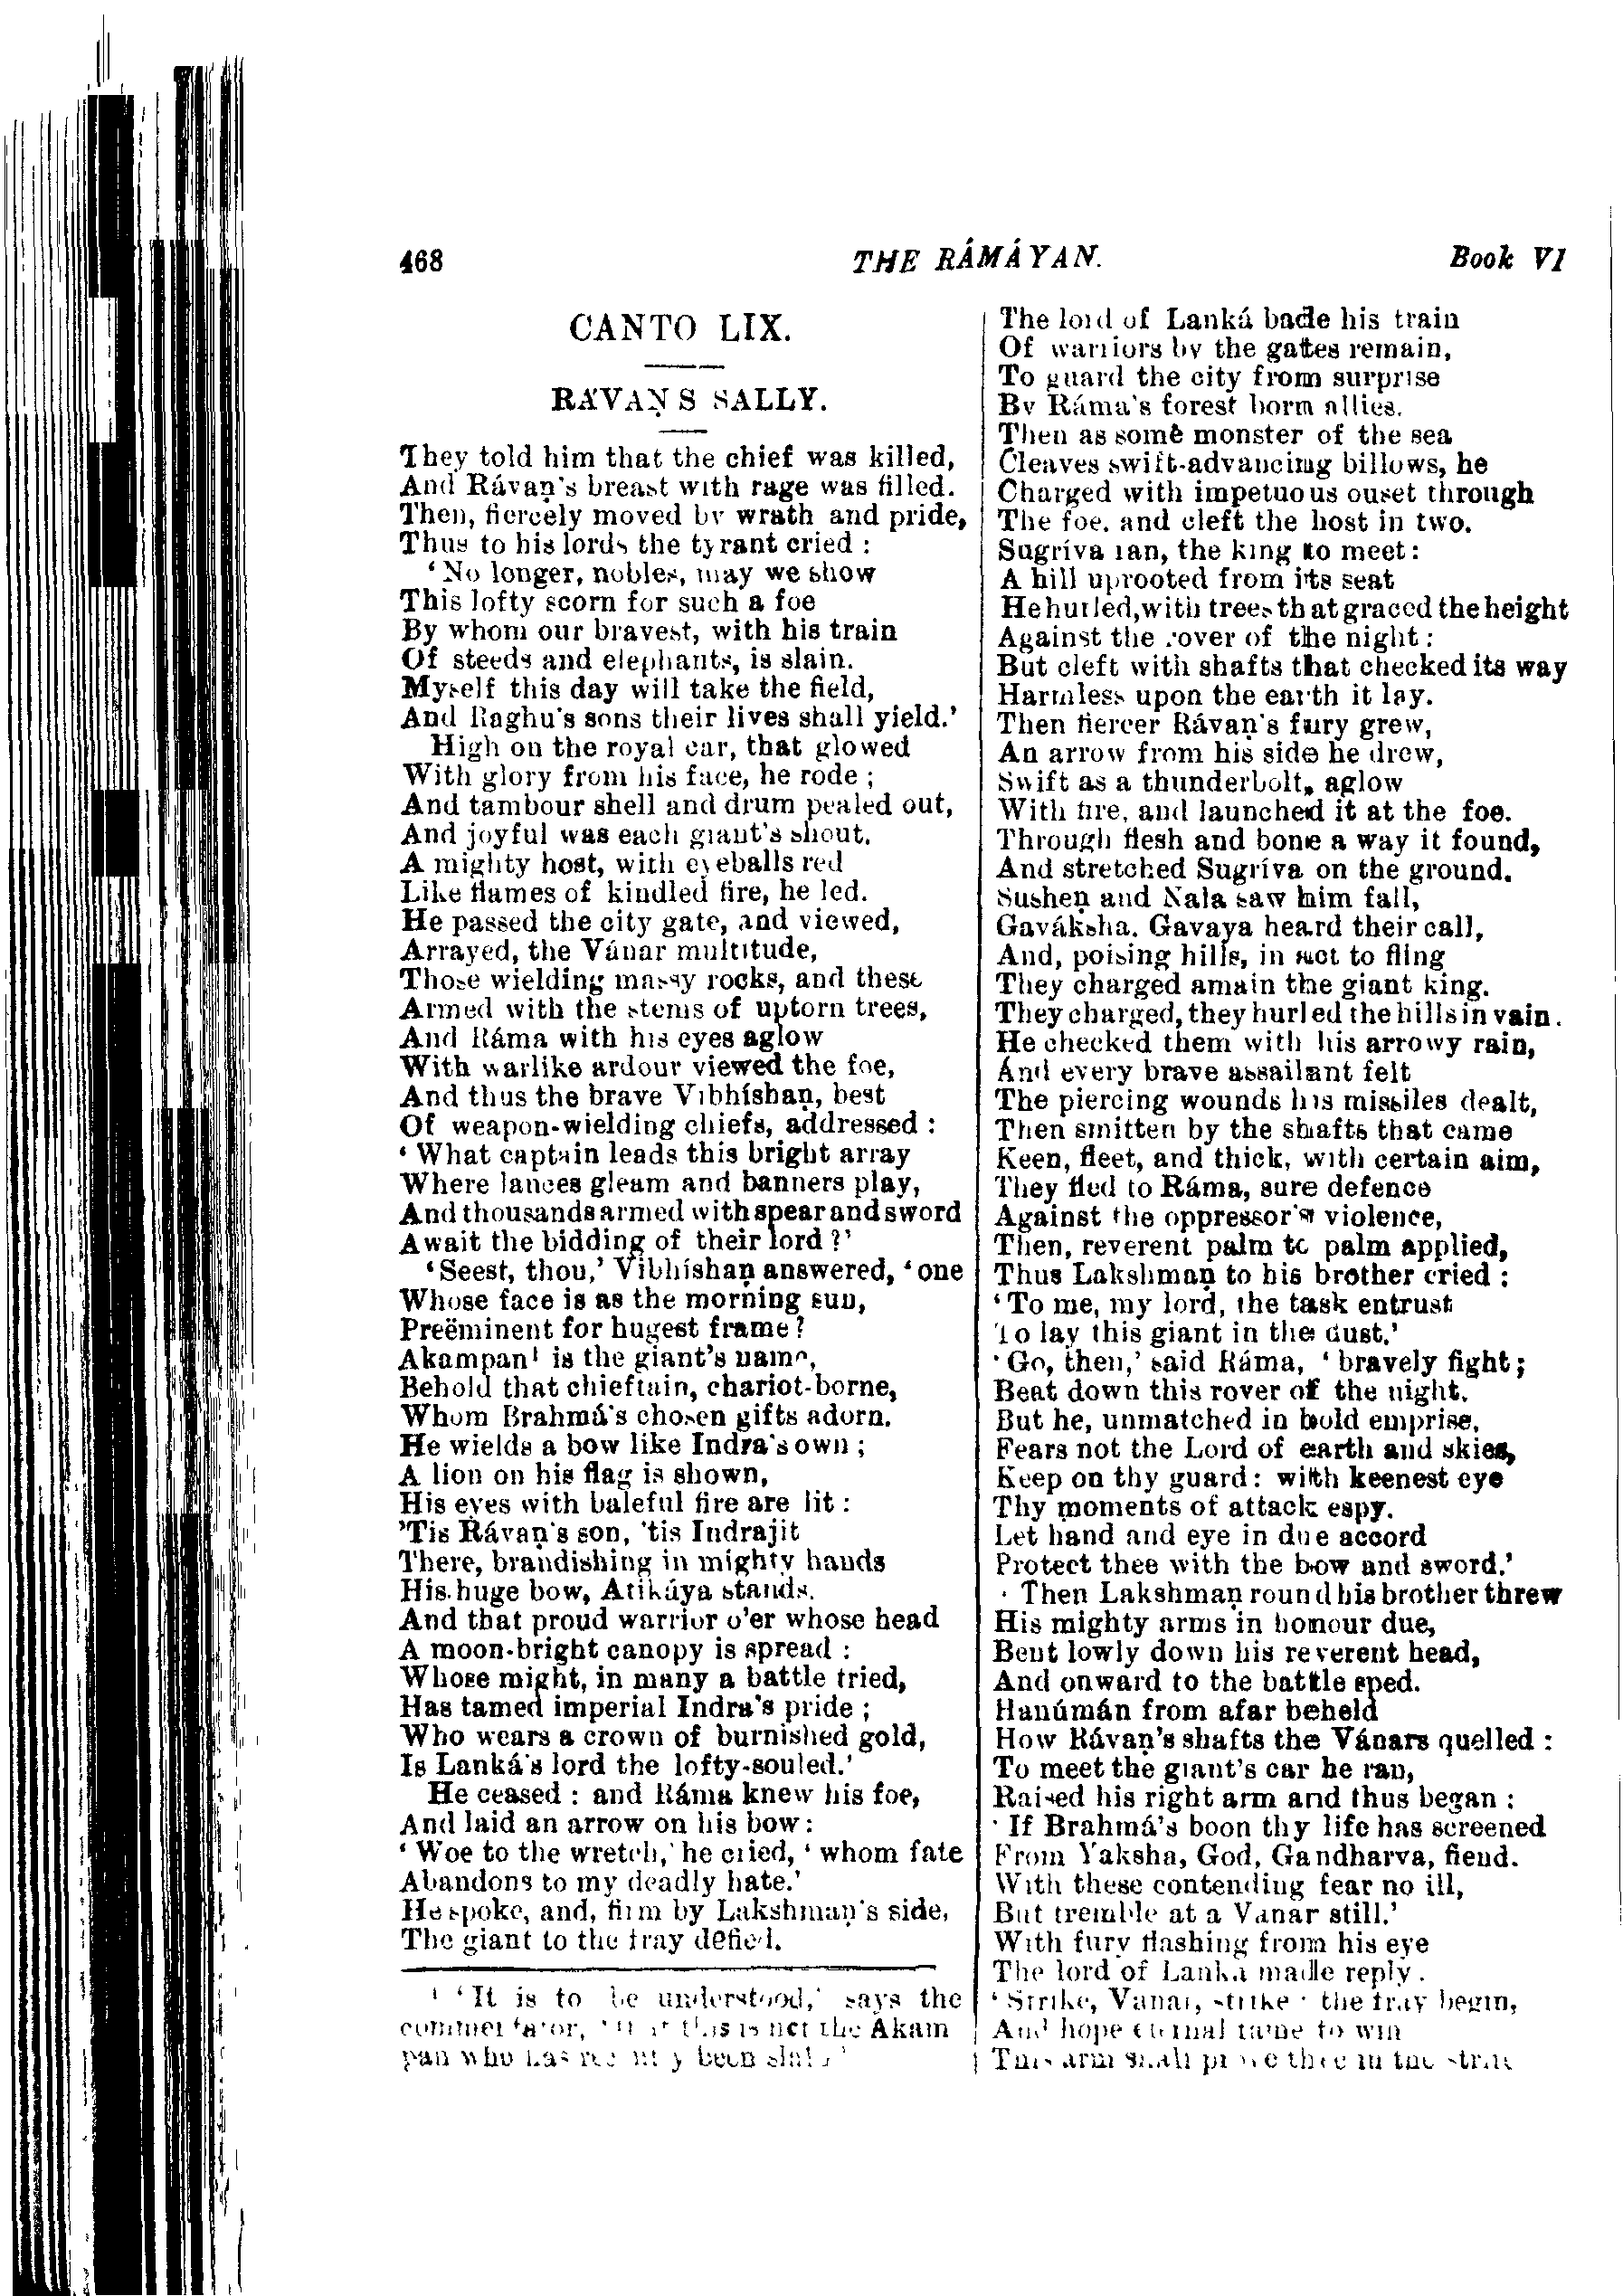 468
THE RÁMÁYAN.
Book VI
CANTO LIX.
RÁVAṆ'S SALLY.
They told him that the chief was killed,
And Rávaṇ's breast with rage was filled.
Then, fiercely moved by wrath and pride,
Thus to his lords the tyrant cried :
'No longer, nobles, may we show
This lofty scorn for such a foe
By whom our bravest, with his train
Of steeds and elephants, is slain.
Myself this day will take the field,
And Raghu's sons their lives shall yield.'
High on the royal car, that glowed
With glory from his face, he rode ;
And tambour shell and drum pealed out,
And joyful was each giant's shout.
A mighty host, with eyeballs red
Like flames of kindled fire, he led.
He passed the city gate, and viewed,
Arrayed, the Vánar multitude,
Those wielding massy rocks, and these
Armed with the stems of uptorn trees,
And Ráma with his eyes aglow
With warlike ardour viewed the foe,
And thus the brave Vibhíshaṇ, best
Of weapon-wielding chiefs, addressed :
' What captain leads this bright array
Where lances gleam and banners play,
And thousands armed with spear and sword
Await the bidding of their lord ?'
'Seest, thou,' Vibhíshaṇ answered, 'one
Whose face is as the morning sun,
Preëminent for hugest frame ?
Akampan¹ is the giant's name,
Behold that chieftain, chariot-borne,
Whom Brahmá's chosen gifts adorn.
He wields a bow like Indra's own ;
A lion on his flag is shown,
His eyes with baleful fire are lit :
'Tis Rávaṇ's son, 'tis Indrajit
There, brandishing in mighty hands
His huge bow, Atikáya stands.
And that proud warrior o'er whose head
A moon-bright canopy is spread :
Whose might, in many a battle tried,
Has tamed imperial Indra's pride ;
Who wears a crown of burnished gold,
Is Lanká's lord the lofty-souled.'
He ceased : and Ráma knew his foe,
And laid an arrow on his bow :
' Woe to the wretch,' he cried, ' whom fate
Abandons to my deadly hate.'
He spoke, and, firm by Lakshmaṇ's side,
The giant to the fray defied.
¹ 'It is to be understood,' says the
commentator, 'that this is not the Akam
pan who has recently been slain.'
The lord of Lanká bade his train
Of warriors by the gates remain,
To guard the city from surprise
By Ráma's forest born allies.
Then as some monster of the sea
Cleaves swift-advancing billows, he
Charged with impetuous onset through
The foe, and cleft the host in two.
Sugríva ran, the king to meet :
A hill uprooted from its seat
He hurled, with trees that graced the height
Against the rover of the night :
But cleft with shafts that checked its way
Harmless upon the earth it lay.
Then fiercer Rávaṇ's fury grew,
An arrow from his side he drew,
Swift as a thunderbolt, aglow
With fire, and launched it at the foe.
Through flesh and bone a way it found,
And stretched Sugríva on the ground.
Susheṇ and Nala saw him fall,
Gaváksha, Gavaya heard their call,
And, poising hills, in act to fling
They charged amain the giant king.
They charged, they hurled the hills in vain.
He checked them with his arrowy rain,
And every brave assailant felt
The piercing wounds his missiles dealt,
Then smitten by the shafts that came
Keen, fleet, and thick, with certain aim,
They fled to Ráma, sure defence
Against the oppressor's violence,
Then, reverent palm to palm applied,
Thus Lakshmaṇ to his brother cried :
' To me, my lord, the task entrust
To lay this giant in the dust.'
' Go, then,' said Ráma, ' bravely fight ;
Beat down this rover of the night.
But he, unmatched in bold emprise,
Fears not the Lord of earth and skies,
Keep on thy guard : with keenest eye
Thy moments of attack espy.
Let hand and eye in due accord
Protect thee with the bow and sword.'
Then Lakshmaṇ round his brother threw
His mighty arms in honour due,
Bent lowly down his reverent head,
And onward to the battle sped.
Hanúmán from afar beheld
How Rávaṇ's shafts the Vánars quelled :
To meet the giant's car he ran,
Raised his right arm and thus began :
' If Brahmá's boon thy life has screened
From Yaksha, God, Gandharva, fiend.
With these contending fear no ill,
But tremble at a Vanar still.'
With fury flashing from his eye
The lord of Lanka made reply.
' Strike, Vanar, strike : the fray begin,
And hope eternal fame to win
This arm shall prove thee in the strife